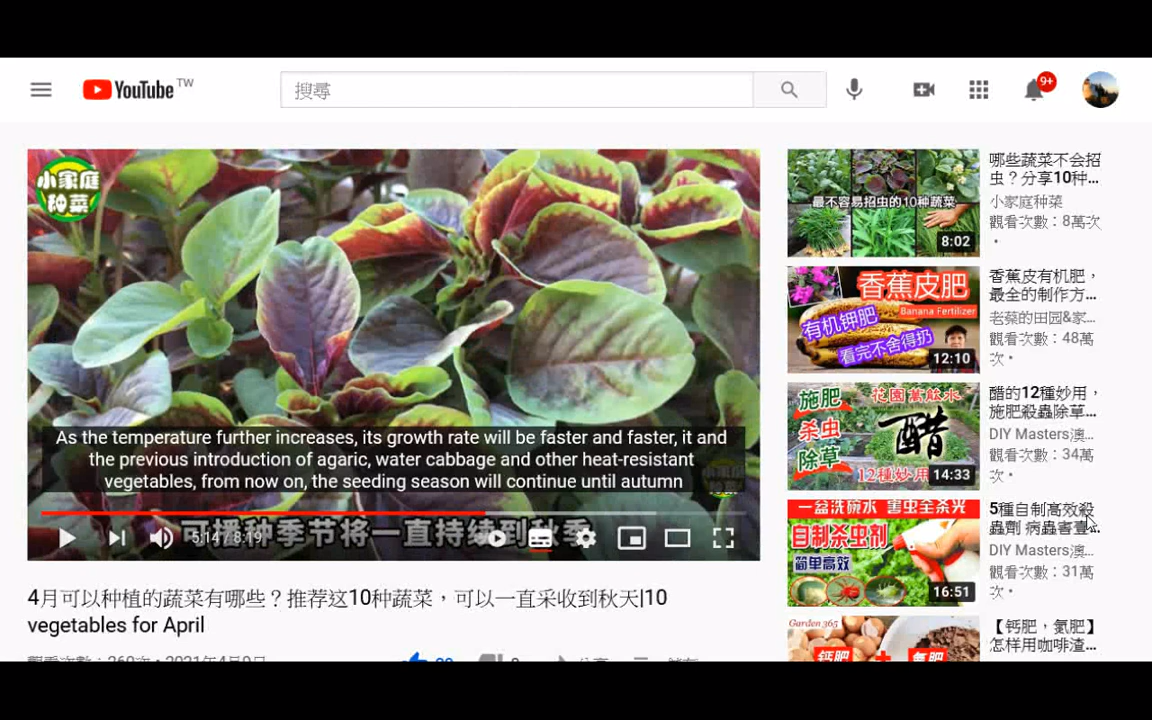 YouTube TW
搜尋
9+
小家庭
种菜
As the temperature further increases, its growth rate will be faster and faster, it and
the previous introduction of agaric, water cabbage and other heat-resistant
vegetables, from now on, the seeding season will continue until autumn
可播种季节将一直持续到秋季
5:14 / 8:19
4月可以种植的蔬菜有哪些？推荐这10种蔬菜，可以一直采收到秋天|10
vegetables for April
最不容易招虫的10种蔬菜
8:02
哪些蔬菜不会招
虫？分享10种...
小家庭种菜
觀看次數：8萬次
•
香蕉皮肥
Banana Fertilizer
有机钾肥
看完不舍得扔
12:10
香蕉皮有机肥，
最全的制作方...
老葵的田园&家...
觀看次數：48萬
次 •
施肥
杀虫
除草
花園萬能水
醋
12種妙用
14:33
醋的12種妙用，
施肥殺蟲除草...
DIY Masters澳...
觀看次數：34萬
次 •
一盆洗碗水 害虫全杀光
自制杀虫剂
简单高效
16:51
5種自制高效殺
蟲劑 病蟲害
DIY Masters澳...
觀看次數：31萬
次 •
Garden 365
钙肥 + 氮肥
【钙肥，氮肥】
怎样用咖啡渣...